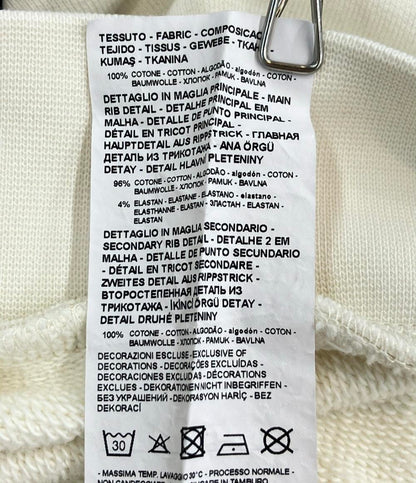 TESSUTO - FABRIC - COMPOSICAO
TEJIDO - TISSUS - GEWEBE - TKAN
KUMAŞ - TKANINA
100% COTONE - COTTON - ALGODÃO - algodón - COTON -
BAUMWOLLE - ХЛОПОК - PAMUK - BAVLNA
DETTAGLIO IN MAGLIA PRINCIPALE - MAIN
RIB DETAIL - DETALHE PRINCIPAL EM
MALHA - DETALLE DE PUNTO PRINCIPAL -
DÉTAIL EN TRICOT PRINCIPAL -
HAUPTDETAIL AUS RIPPSTRICK - ГЛАВНАЯ
ДЕТАЛЬ ИЗ ТРИКОТАЖА - ANA ÖRGÜ
DETAY - DETAIL HLAVNÍ PLETENINY
96% COTONE - COTTON - ALGODÃO - algodón - COTON -
BAUMWOLLE - ХЛОПОК - PAMUK - BAVLNA
4% ELASTAN - ELASTANE - ELASTANO - elastano -
ELASTHANNE - ELASTAN - ЭЛАСТАН - ELASTAN
DETTAGLIO IN MAGLIA SECONDARIO -
SECONDARY RIB DETAIL - DETALHE 2 EM
MALHA - DETALLE DE PUNTO SECUNDARIO
- DÉTAIL EN TRICOT SECONDAIRE -
ZWEITES DETAIL AUS RIPPSTRICK -
ВТОРОСТЕПЕННАЯ ДЕТАЛЬ ИЗ
ТРИКОТАЖА - İKİNCİ ÖRGÜ DETAY -
DETAIL DRUHÉ PLETENINY
100% COTONE - COTTON - ALGODÃO - algodón - COTON -
BAUMWOLLE - ХЛОПОК - PAMUK - BAVLNA
DECORAZIONI ESCLUSE - EXCLUSIVE OF
DECORATIONS - DECORAÇÕES EXCLUÍDAS -
DECORACIONES EXCLUIDAS - DÉCORATIONS
EXCLUES - DEKORATIONEN NICHT INBEGRIFFEN -
БЕЗ УКРАШЕНИЙ - DEKORASYON HARİÇ - BEZ
DEKORACÍ
30
- MASSIMA TEMP. LAVAGGIO 30°C - PROCESSO NORMALE -